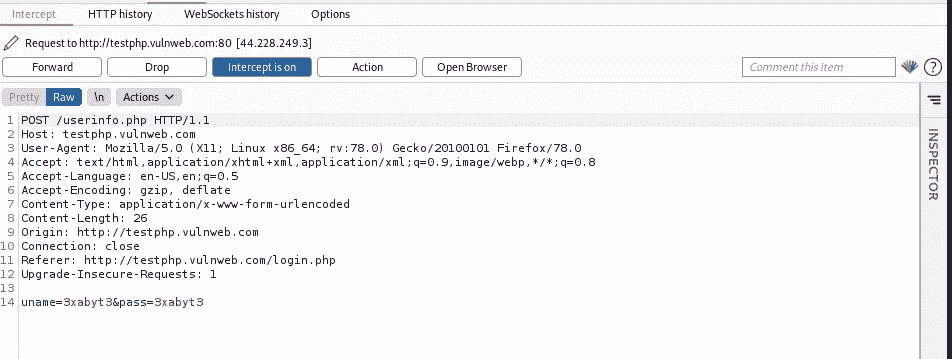 Intercept HTTP history WebSockets history Options
Request to http://testphp.vulnweb.com:80 [44.228.249.3]
Forward Drop Intercept is on Action Open Browser Comment this item ?
Pretty Raw \n Actions
1 POST /userinfo.php HTTP/1.1
2 Host: testphp.vulnweb.com
3 User-Agent: Mozilla/5.0 (X11; Linux x86_64; rv:78.0) Gecko/20100101 Firefox/78.0
4 Accept: text/html,application/xhtml+xml,application/xml;q=0.9,image/webp,*/*;q=0.8
5 Accept-Language: en-US,en;q=0.5
6 Accept-Encoding: gzip, deflate
7 Content-Type: application/x-www-form-urlencoded
8 Content-Length: 26
9 Origin: http://testphp.vulnweb.com
10 Connection: close
11 Referer: http://testphp.vulnweb.com/login.php
12 Upgrade-Insecure-Requests: 1
13
14 uname=3xabyt3&pass=3xabyt3
INSPECTOR